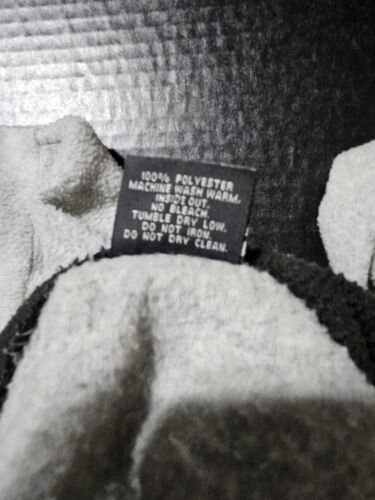 100% POLYESTER
MACHINE WASH WARM,
INSIDE OUT.
NO BLEACH.
TUMBLE DRY LOW.
DO NOT IRON.
DO NOT DRY CLEAN.